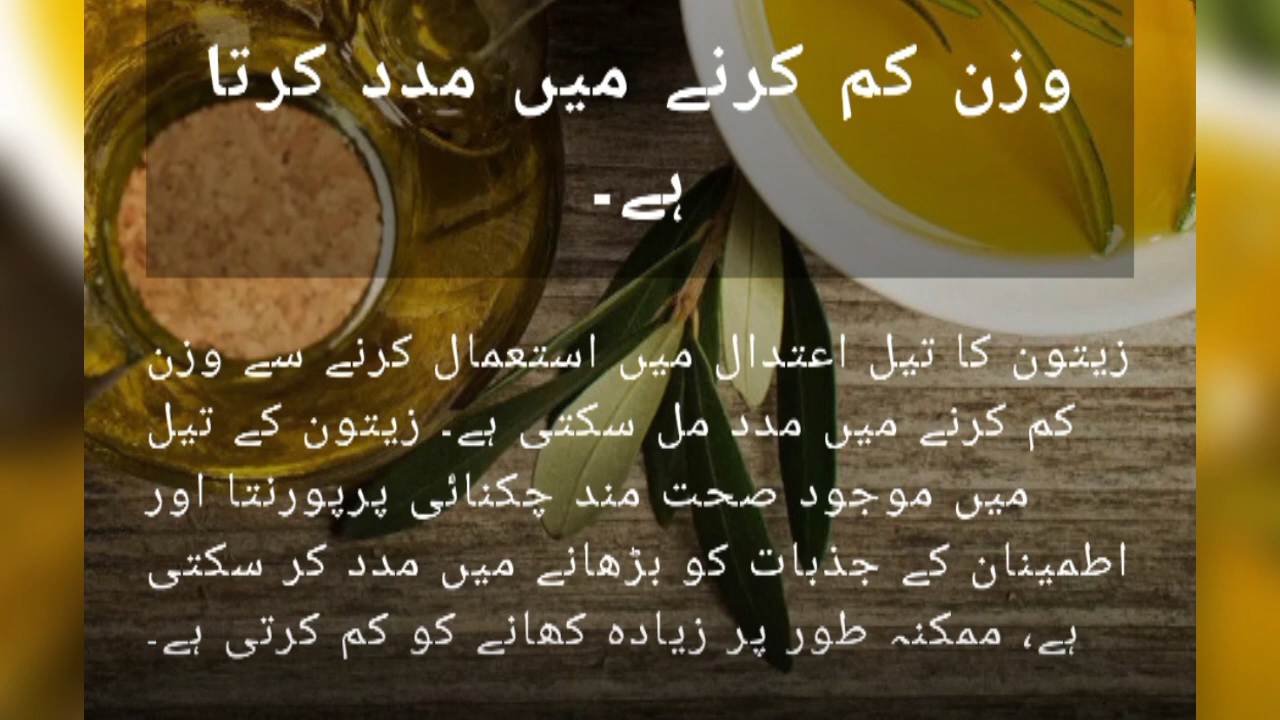 وزن کم کرنے میں مدد کرتا
ہے۔
زیتون کا تیل اعتدال میں استعمال کرنے سے وزن
کم کرنے میں مدد مل سکتی ہے۔ زیتون کے تیل
میں موجود صحت مند چکنائی پرپورنتا اور
اطمینان کے جذبات کو بڑھانے میں مدد کر سکتی
ہے، ممکنہ طور پر زیادہ کھانے کو کم کرتی ہے۔